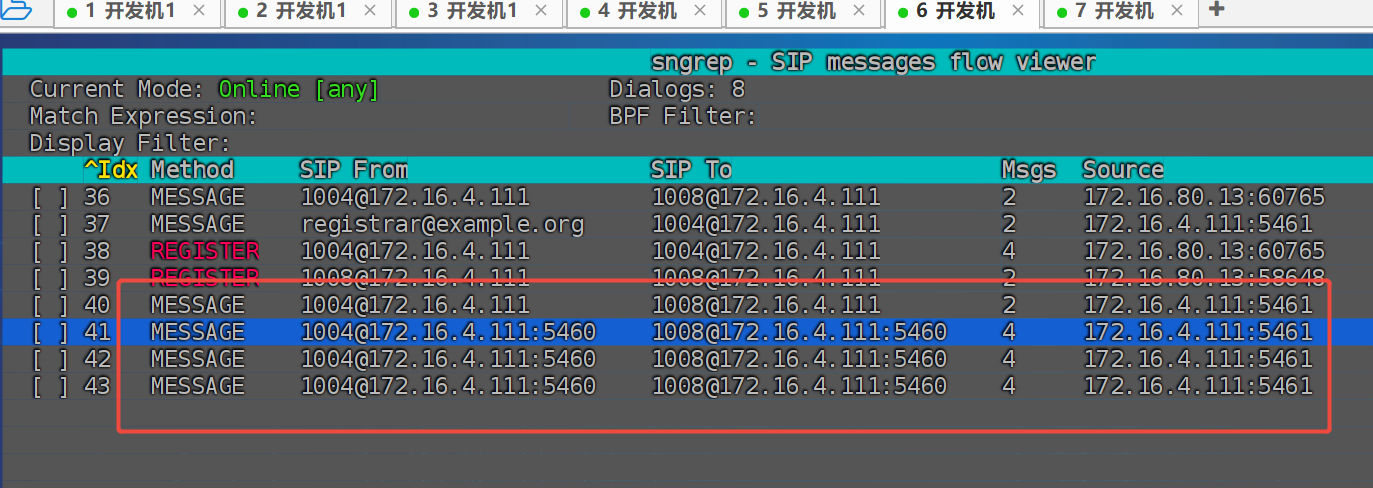 1 开发机1 × 2 开发机1 × 3 开发机1 × 4 开发机 × 5 开发机 × 6 开发机 × 7 开发机 × +
sngrep - SIP messages flow viewer
Current Mode: Online [any] Dialogs: 8
Match Expression: BPF Filter:
Display Filter:
^Idx Method SIP From SIP To Msgs Source
[ ] 36 MESSAGE 1004@172.16.4.111 1008@172.16.4.111 2 172.16.80.13:60765
[ ] 37 MESSAGE registrar@example.org 1004@172.16.4.111 2 172.16.4.111:5461
[ ] 38 REGISTER 1004@172.16.4.111 1004@172.16.4.111 4 172.16.80.13:60765
[ ] 39 REGISTER 1008@172.16.4.111 1008@172.16.4.111 2 172.16.80.13:58648
[ ] 40 MESSAGE 1004@172.16.4.111 1008@172.16.4.111 2 172.16.4.111:5461
[ ] 41 MESSAGE 1004@172.16.4.111:5460 1008@172.16.4.111:5460 4 172.16.4.111:5461
[ ] 42 MESSAGE 1004@172.16.4.111:5460 1008@172.16.4.111:5460 4 172.16.4.111:5461
[ ] 43 MESSAGE 1004@172.16.4.111:5460 1008@172.16.4.111:5460 4 172.16.4.111:5461